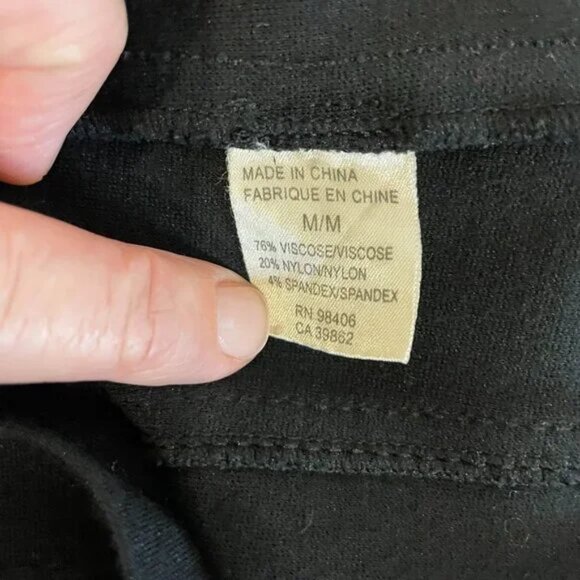 MADE IN CHINA
FABRIQUE EN CHINE
M/M
76% VISCOSE/VISCOSE
20% NYLON/NYLON
4% SPANDEX/SPANDEX
RN 98406
CA 39862